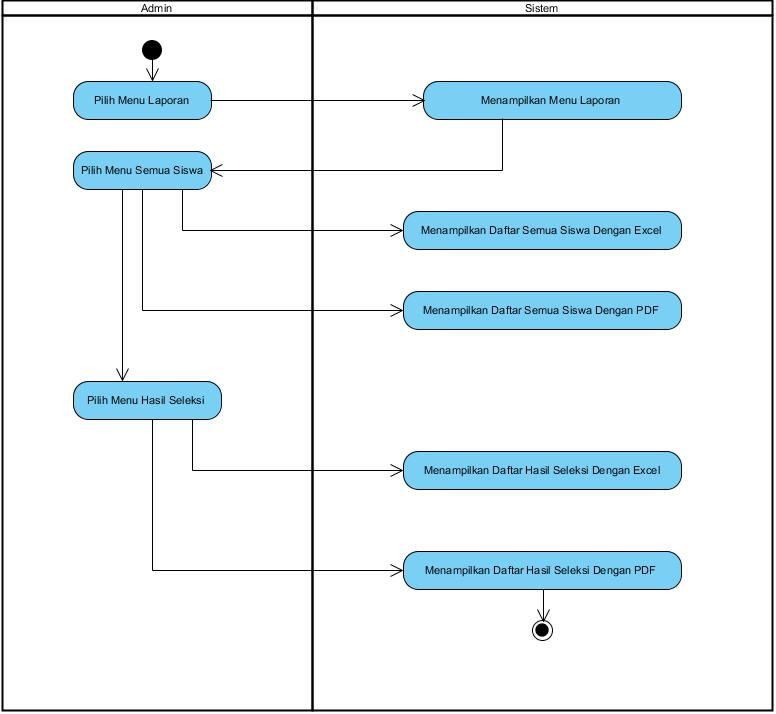 Admin
Sistem
Pilih Menu Laporan
Menampilkan Menu Laporan
Pilih Menu Semua Siswa
Menampilkan Daftar Semua Siswa Dengan Excel
Menampilkan Daftar Semua Siswa Dengan PDF
Pilih Menu Hasil Seleksi
Menampilkan Daftar Hasil Seleksi Dengan Excel
Menampilkan Daftar Hasil Seleksi Dengan PDF